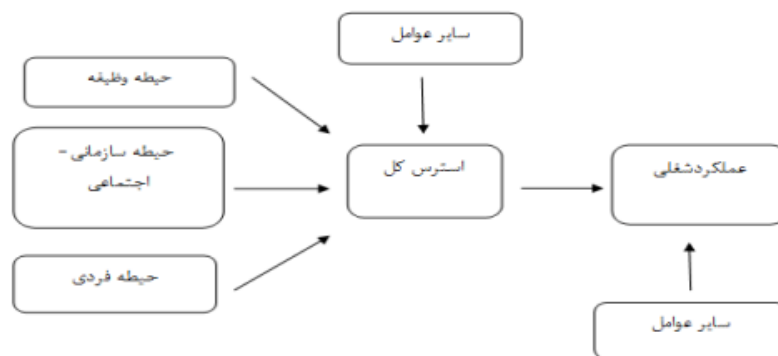 سایر عوامل
حیطه وظیفه
حیطه سازمانی-
اجتماعی
استرس کل
عملکردشغلی
حیطه فردی
سایر عوامل